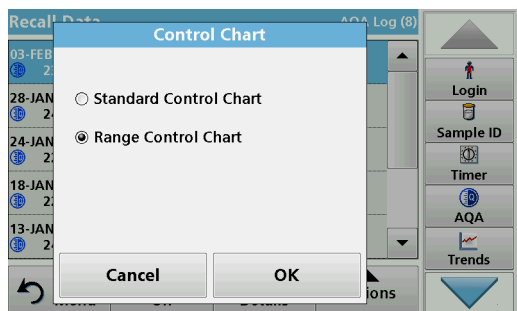 Recall Data AQA Log (8)
Control Chart
03-FEB
28-JAN
24-JAN
18-JAN
13-JAN
Standard Control Chart
Range Control Chart
Cancel OK
Login
Sample ID
Timer
AQA
Trends